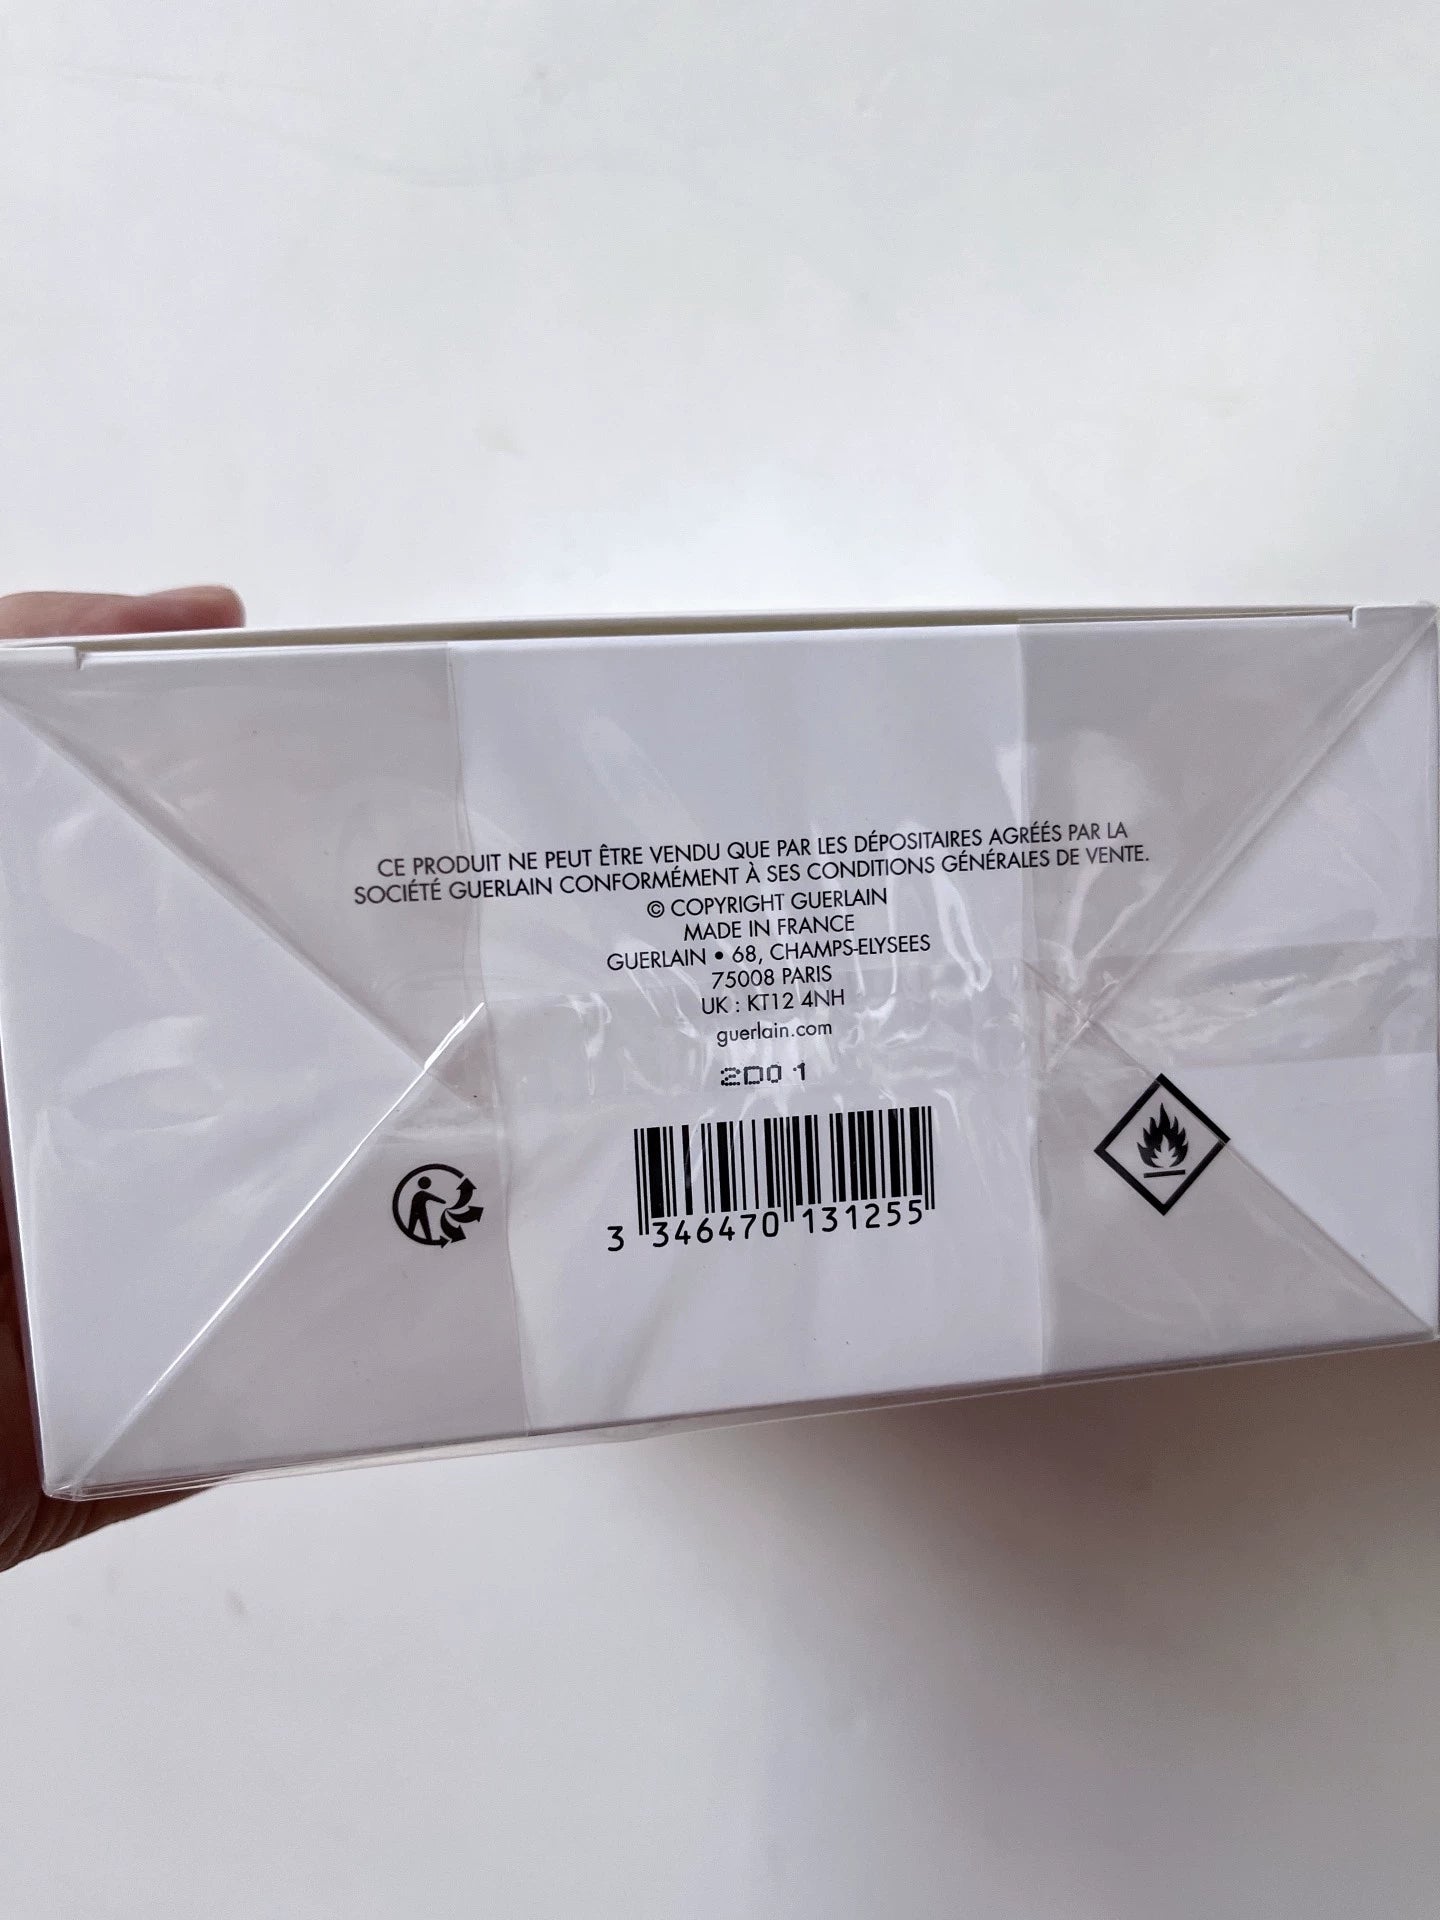 CE PRODUIT NE PEUT ÊTRE VENDU QUE PAR LES DÉPOSITAIRES AGRÉÉS PAR LA
SOCIÉTÉ GUERLAIN CONFORMÉMENT À SES CONDITIONS GÉNÉRALES DE VENTE.
© COPYRIGHT GUERLAIN
MADE IN FRANCE
GUERLAIN • 68, CHAMPS-ELYSEES
75008 PARIS
UK : KT12 4NH
guerlain.com
2D01
3 346470 131255